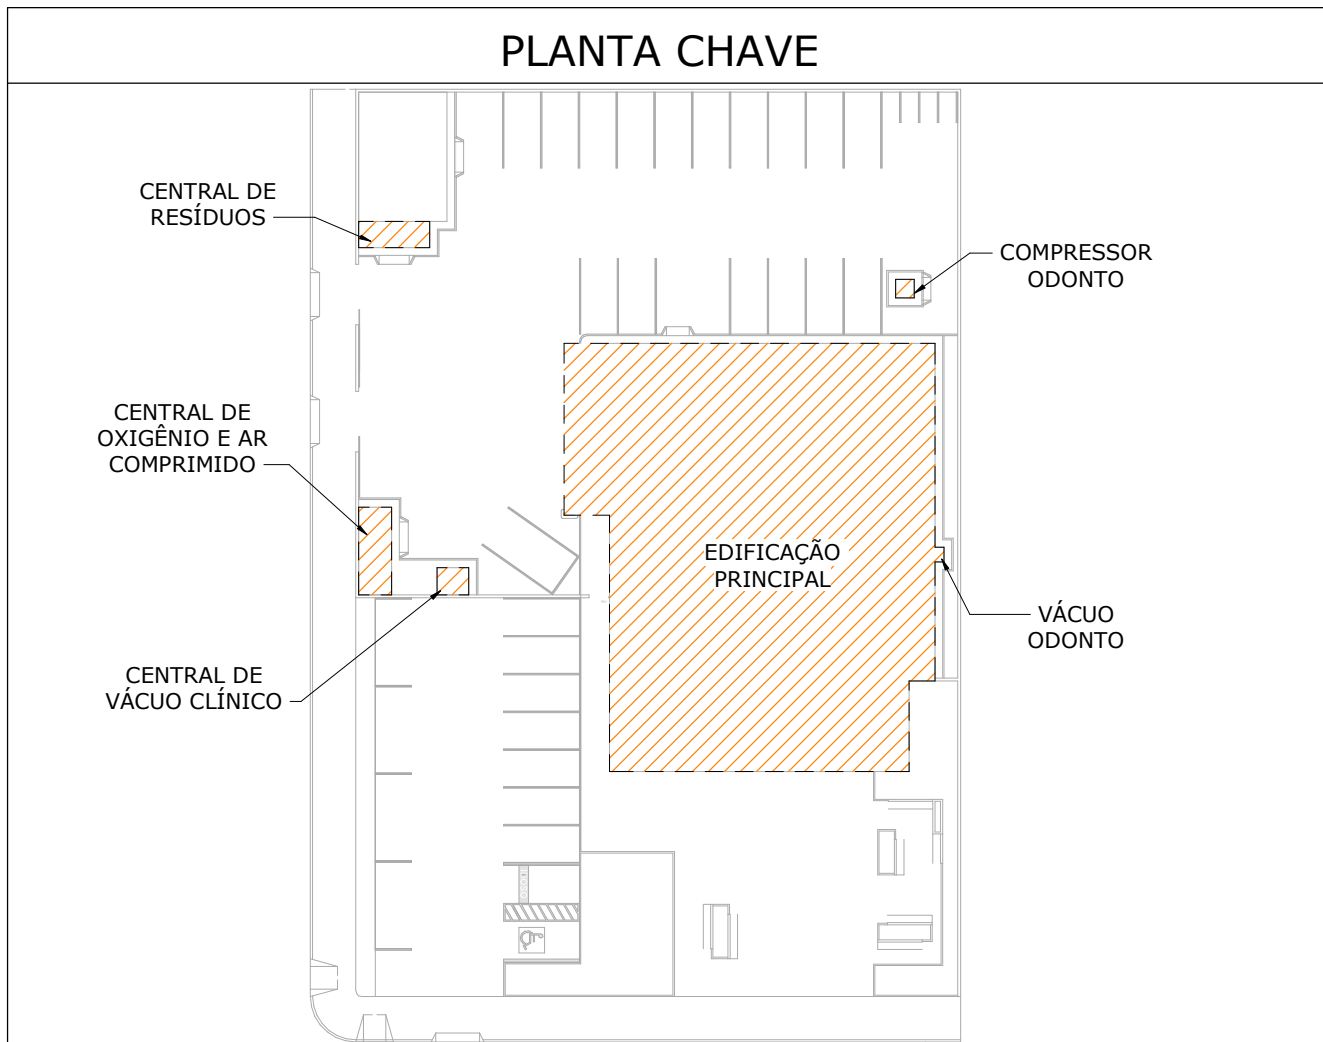 PLANTA CHAVE
CENTRAL DE
RESÍDUOS
COMPRESSOR
ODONTO
CENTRAL DE
OXIGÊNIO E AR
COMPRIMIDO
EDIFICAÇÃO
PRINCIPAL
VÁCUO
ODONTO
CENTRAL DE
VÁCUO CLÍNICO